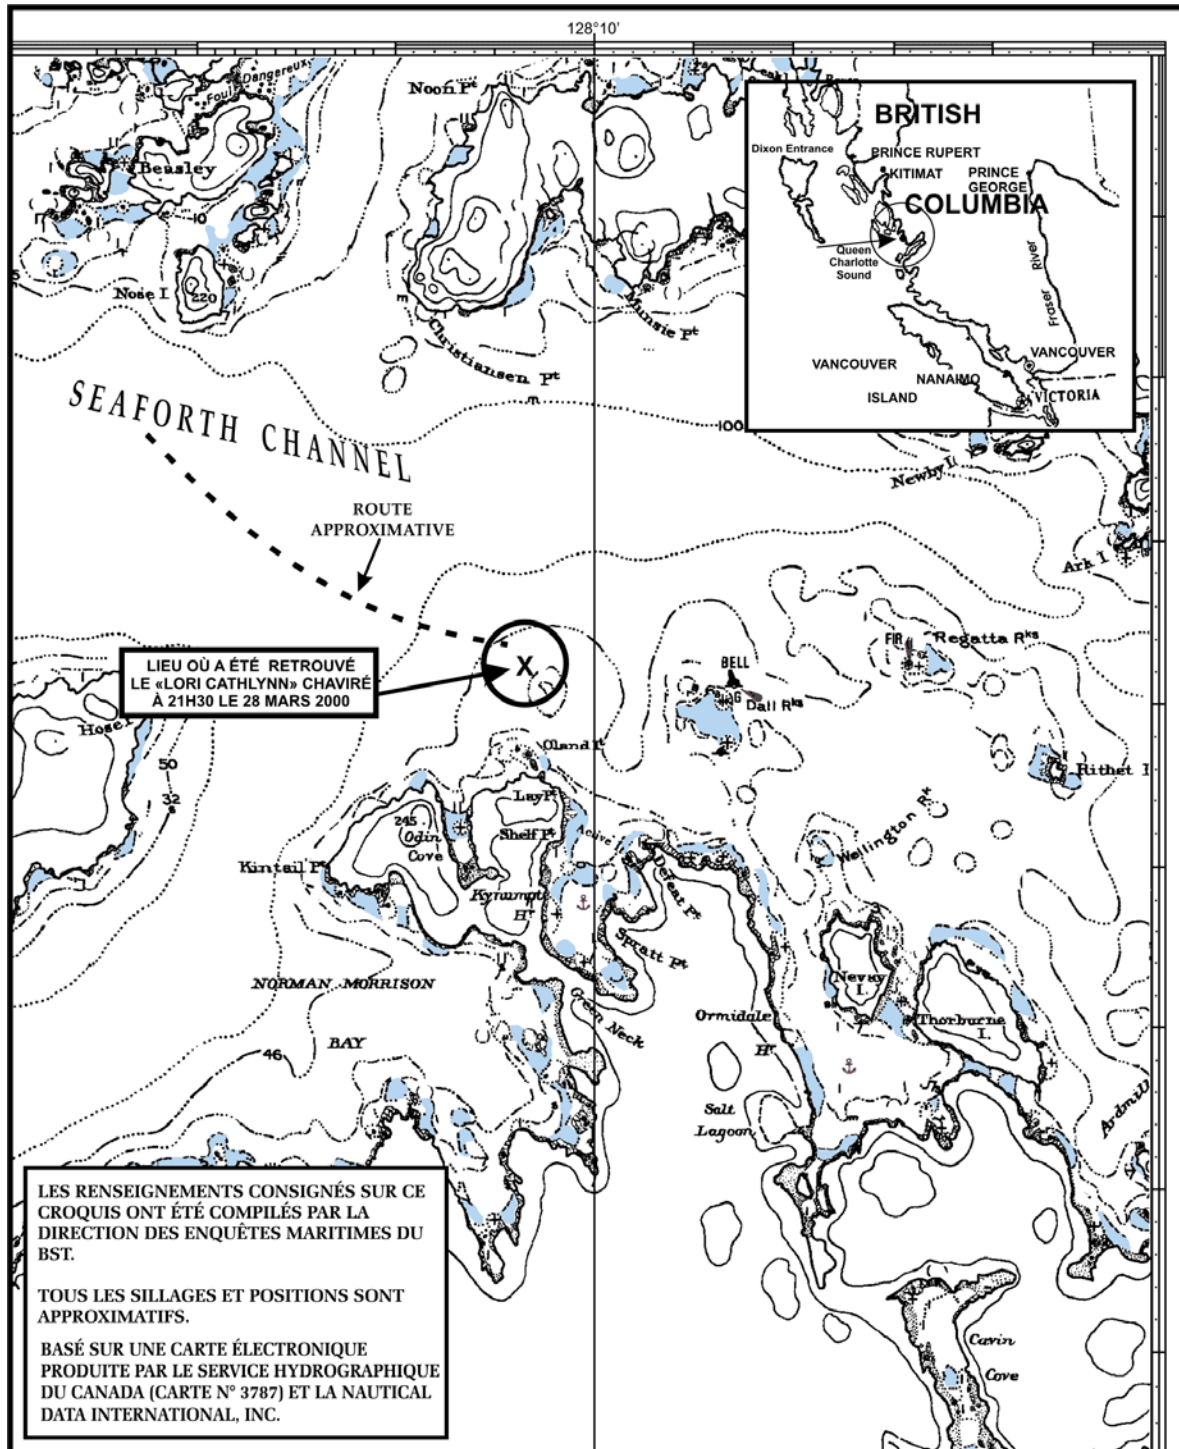 128°10'
Dangereux
Foul
Noon Pt
Beasley
10
Nose I
220
Christiansen Pt
Munsie Pt
BRITISH
Dixon Entrance
PRINCE RUPERT
KITIMAT
PRINCE
GEORGE
COLUMBIA
Queen
Charlotte
Sound
Fraser River
VANCOUVER
VANCOUVER
NANAIMO
ISLAND
VICTORIA
SEAFORTH CHANNEL
100
Newby I
Ark I
ROUTE
APPROXIMATIVE
LIEU OÙ A ÉTÉ RETROUVÉ
LE «LORI CATHLYNN» CHAVIRÉ
À 21H30 LE 28 MARS 2000
X
FlR
Regatta Rks
BELL
G
Dall Rks
Hose I
50
32
Oland Pt
Rithet I
Lay Pt
245
Odin
Cove
Shelf Pt
Active
Wellington Rk
Kintail Pt
Kynumpt
Hr
Defeat Pt
Spratt Pt
NORMAN MORRISON
BAY
46
Green Neck
Nevay
I.
Thorburne
I.
Ormidale
Hr
Salt
Lagoon
Ardmill
Cavin
Cove
LES RENSEIGNEMENTS CONSIGNÉS SUR CE
CROQUIS ONT ÉTÉ COMPILÉS PAR LA
DIRECTION DES ENQUÊTES MARITIMES DU
BST.
TOUS LES SILLAGES ET POSITIONS SONT
APPROXIMATIFS.
BASÉ SUR UNE CARTE ÉLECTRONIQUE
PRODUITE PAR LE SERVICE HYDROGRAPHIQUE
DU CANADA (CARTE N° 3787) ET LA NAUTICAL
DATA INTERNATIONAL, INC.